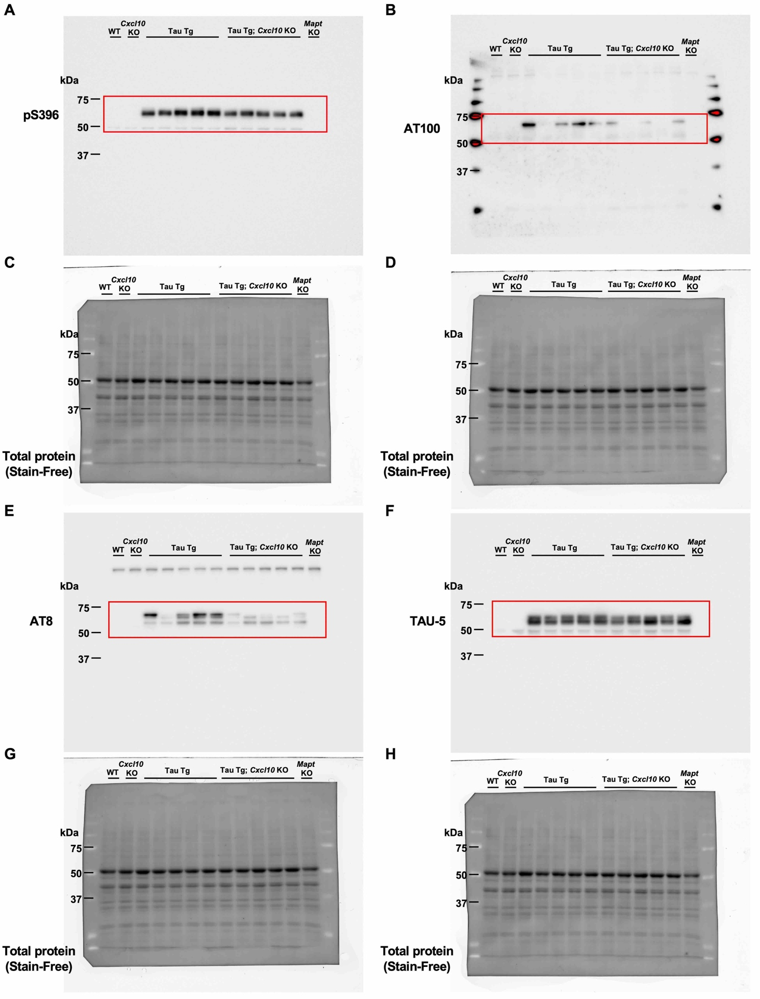 A
WT
Cxcl10
KO
Tau Tg
Tau Tg; Cxcl10 KO
Mapt
KO
kDa
75
pS396
50
37
B
WT
Cxcl10
KO
Tau Tg
Tau Tg; Cxcl10 KO
Mapt
KO
kDa
75
AT100
50
37
C
WT
Cxcl10
KO
Tau Tg
Tau Tg; Cxcl10 KO
Mapt
KO
kDa
75
50
37
Total protein
(Stain-Free)
D
WT
Cxcl10
KO
Tau Tg
Tau Tg; Cxcl10 KO
Mapt
KO
kDa
75
50
37
Total protein
(Stain-Free)
E
WT
Cxcl10
KO
Tau Tg
Tau Tg; Cxcl10 KO
Mapt
KO
kDa
75
AT8
50
37
F
WT
Cxcl10
KO
Tau Tg
Tau Tg; Cxcl10 KO
Mapt
KO
kDa
75
TAU-5
50
37
G
WT
Cxcl10
KO
Tau Tg
Tau Tg; Cxcl10 KO
Mapt
KO
kDa
75
50
37
Total protein
(Stain-Free)
H
WT
Cxcl10
KO
Tau Tg
Tau Tg; Cxcl10 KO
Mapt
KO
kDa
75
50
37
Total protein
(Stain-Free)